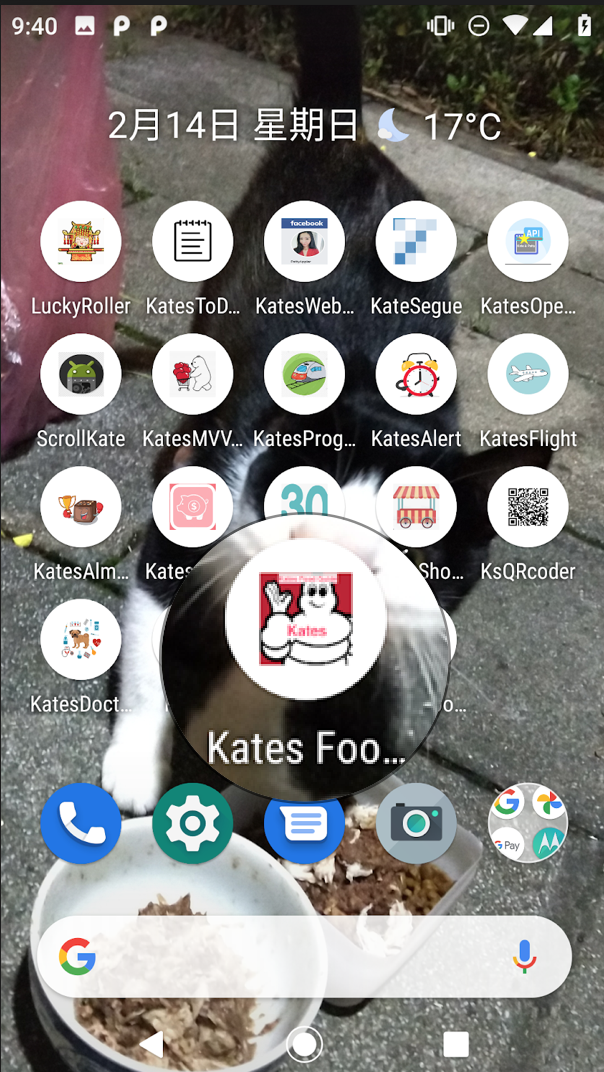 9:40
2月14日 星期日 17°C
facebook
API
LuckyRoller KatesToD… KatesWeb… KateSegue KatesOpe…
ScrollKate KatesMVV… KatesProg… KatesAlert KatesFlight
30
KatesAlm… Kates Sho… KsQRcoder
Kates
KatesDoct… o…
Kates Foo…
G Pay